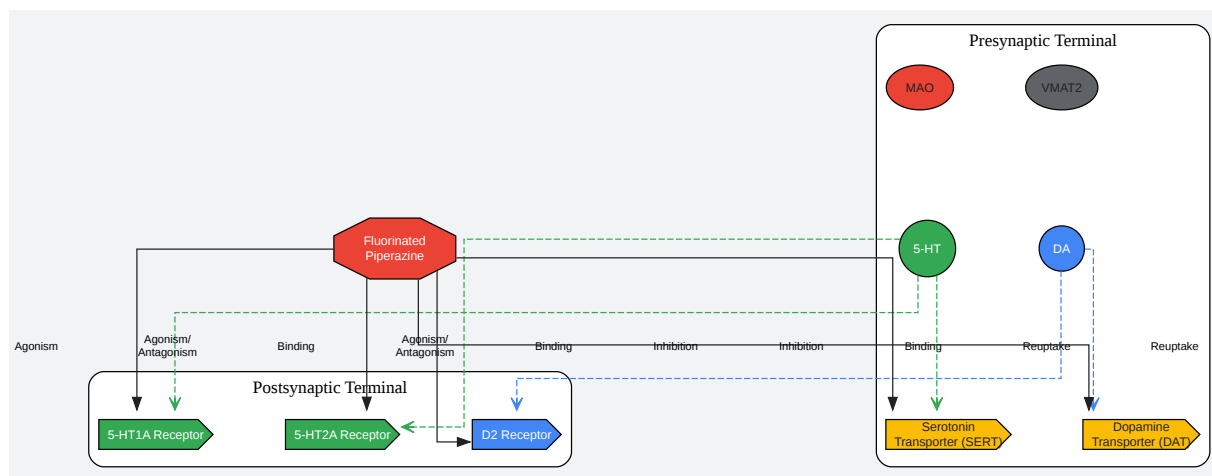 Presynaptic Terminal
MAO
VMAT2
Fluorinated
Piperazine
5-HT
DA
Agonism
Agonism/
Antagonism
Binding
Agonism/
Antagonism
Binding
Inhibition
Inhibition
Binding
Reuptake
Reuptake
Postsynaptic Terminal
5-HT1A Receptor
5-HT2A Receptor
D2 Receptor
Serotonin
Transporter (SERT)
Dopamine
Transporter (DAT)